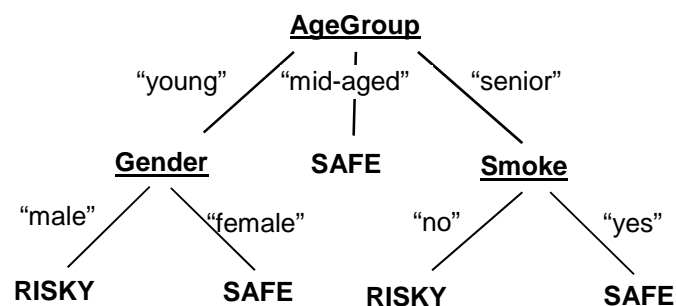 AgeGroup
“young” “mid-aged” “senior”
Gender SAFE Smoke
“male” “female” “no” “yes”
RISKY SAFE RISKY SAFE